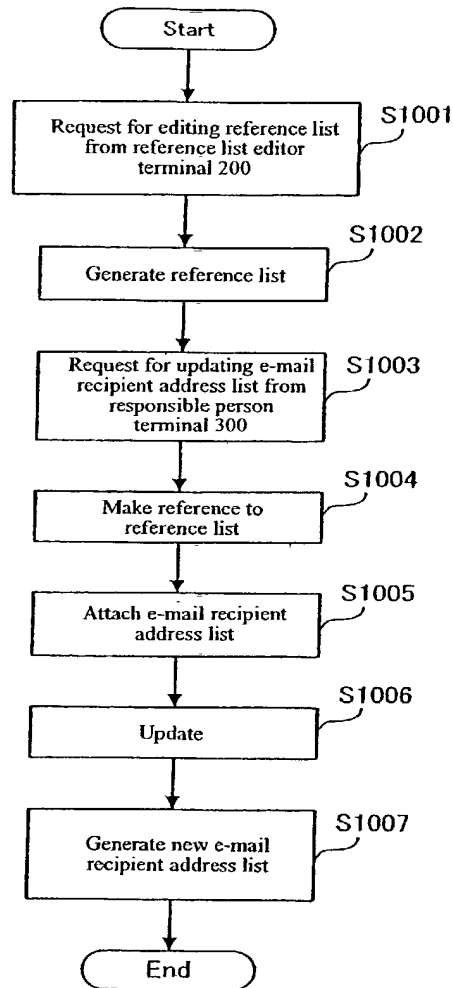 Start
Request for editing reference list
from reference list editor
terminal 200
S1001
Generate reference list
S1002
Request for updating e-mail
recipient address list from
responsible person
terminal 300
S1003
Make reference to
reference list
S1004
Attach e-mail recipient
address list
S1005
Update
S1006
Generate new e-mail
recipient address list
S1007
End